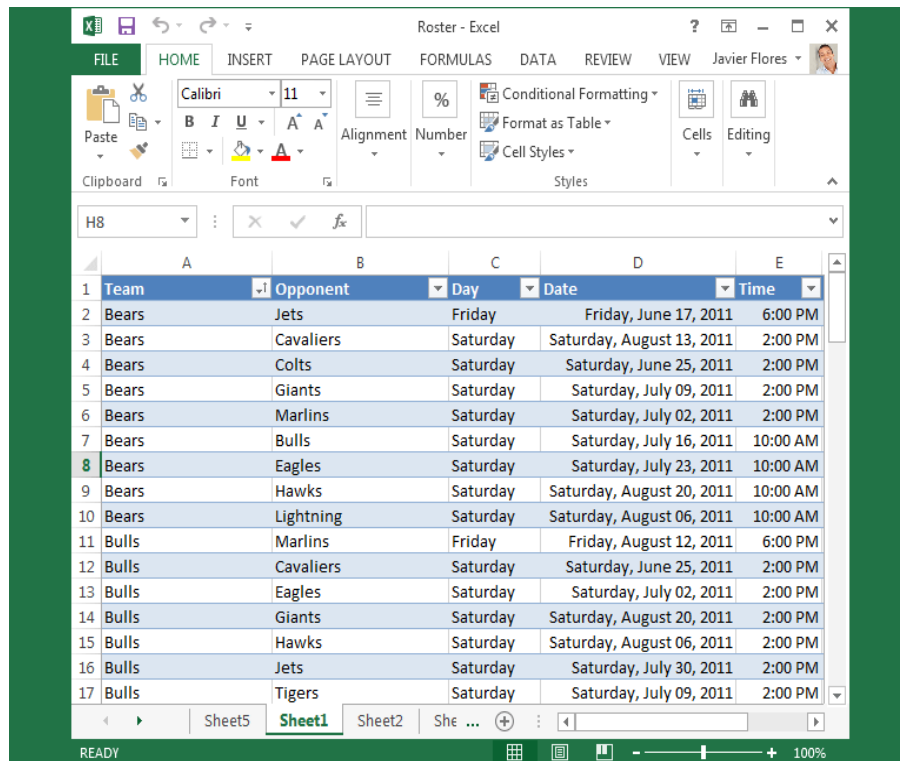 Roster - Excel ?
FILE HOME INSERT PAGE LAYOUT FORMULAS DATA REVIEW VIEW Javier Flores
Calibri 11 % Conditional Formatting
B I U A A Format as Table
Paste Alignment Number Cell Styles Cells Editing
A
Clipboard Font Styles
H8 fx
A B C D E
1 Team Opponent Day Date Time
2 Bears Jets Friday Friday, June 17, 2011 6:00 PM
3 Bears Cavaliers Saturday Saturday, August 13, 2011 2:00 PM
4 Bears Colts Saturday Saturday, June 25, 2011 2:00 PM
5 Bears Giants Saturday Saturday, July 09, 2011 2:00 PM
6 Bears Marlins Saturday Saturday, July 02, 2011 2:00 PM
7 Bears Bulls Saturday Saturday, July 16, 2011 10:00 AM
8 Bears Eagles Saturday Saturday, July 23, 2011 10:00 AM
9 Bears Hawks Saturday Saturday, August 20, 2011 10:00 AM
10 Bears Lightning Saturday Saturday, August 06, 2011 10:00 AM
11 Bulls Marlins Friday Friday, August 12, 2011 6:00 PM
12 Bulls Cavaliers Saturday Saturday, June 25, 2011 2:00 PM
13 Bulls Eagles Saturday Saturday, July 02, 2011 2:00 PM
14 Bulls Giants Saturday Saturday, August 20, 2011 2:00 PM
15 Bulls Hawks Saturday Saturday, August 06, 2011 2:00 PM
16 Bulls Jets Saturday Saturday, July 30, 2011 2:00 PM
17 Bulls Tigers Saturday Saturday, July 09, 2011 2:00 PM
Sheet5 Sheet1 Sheet2 She ...
READY - + 100%